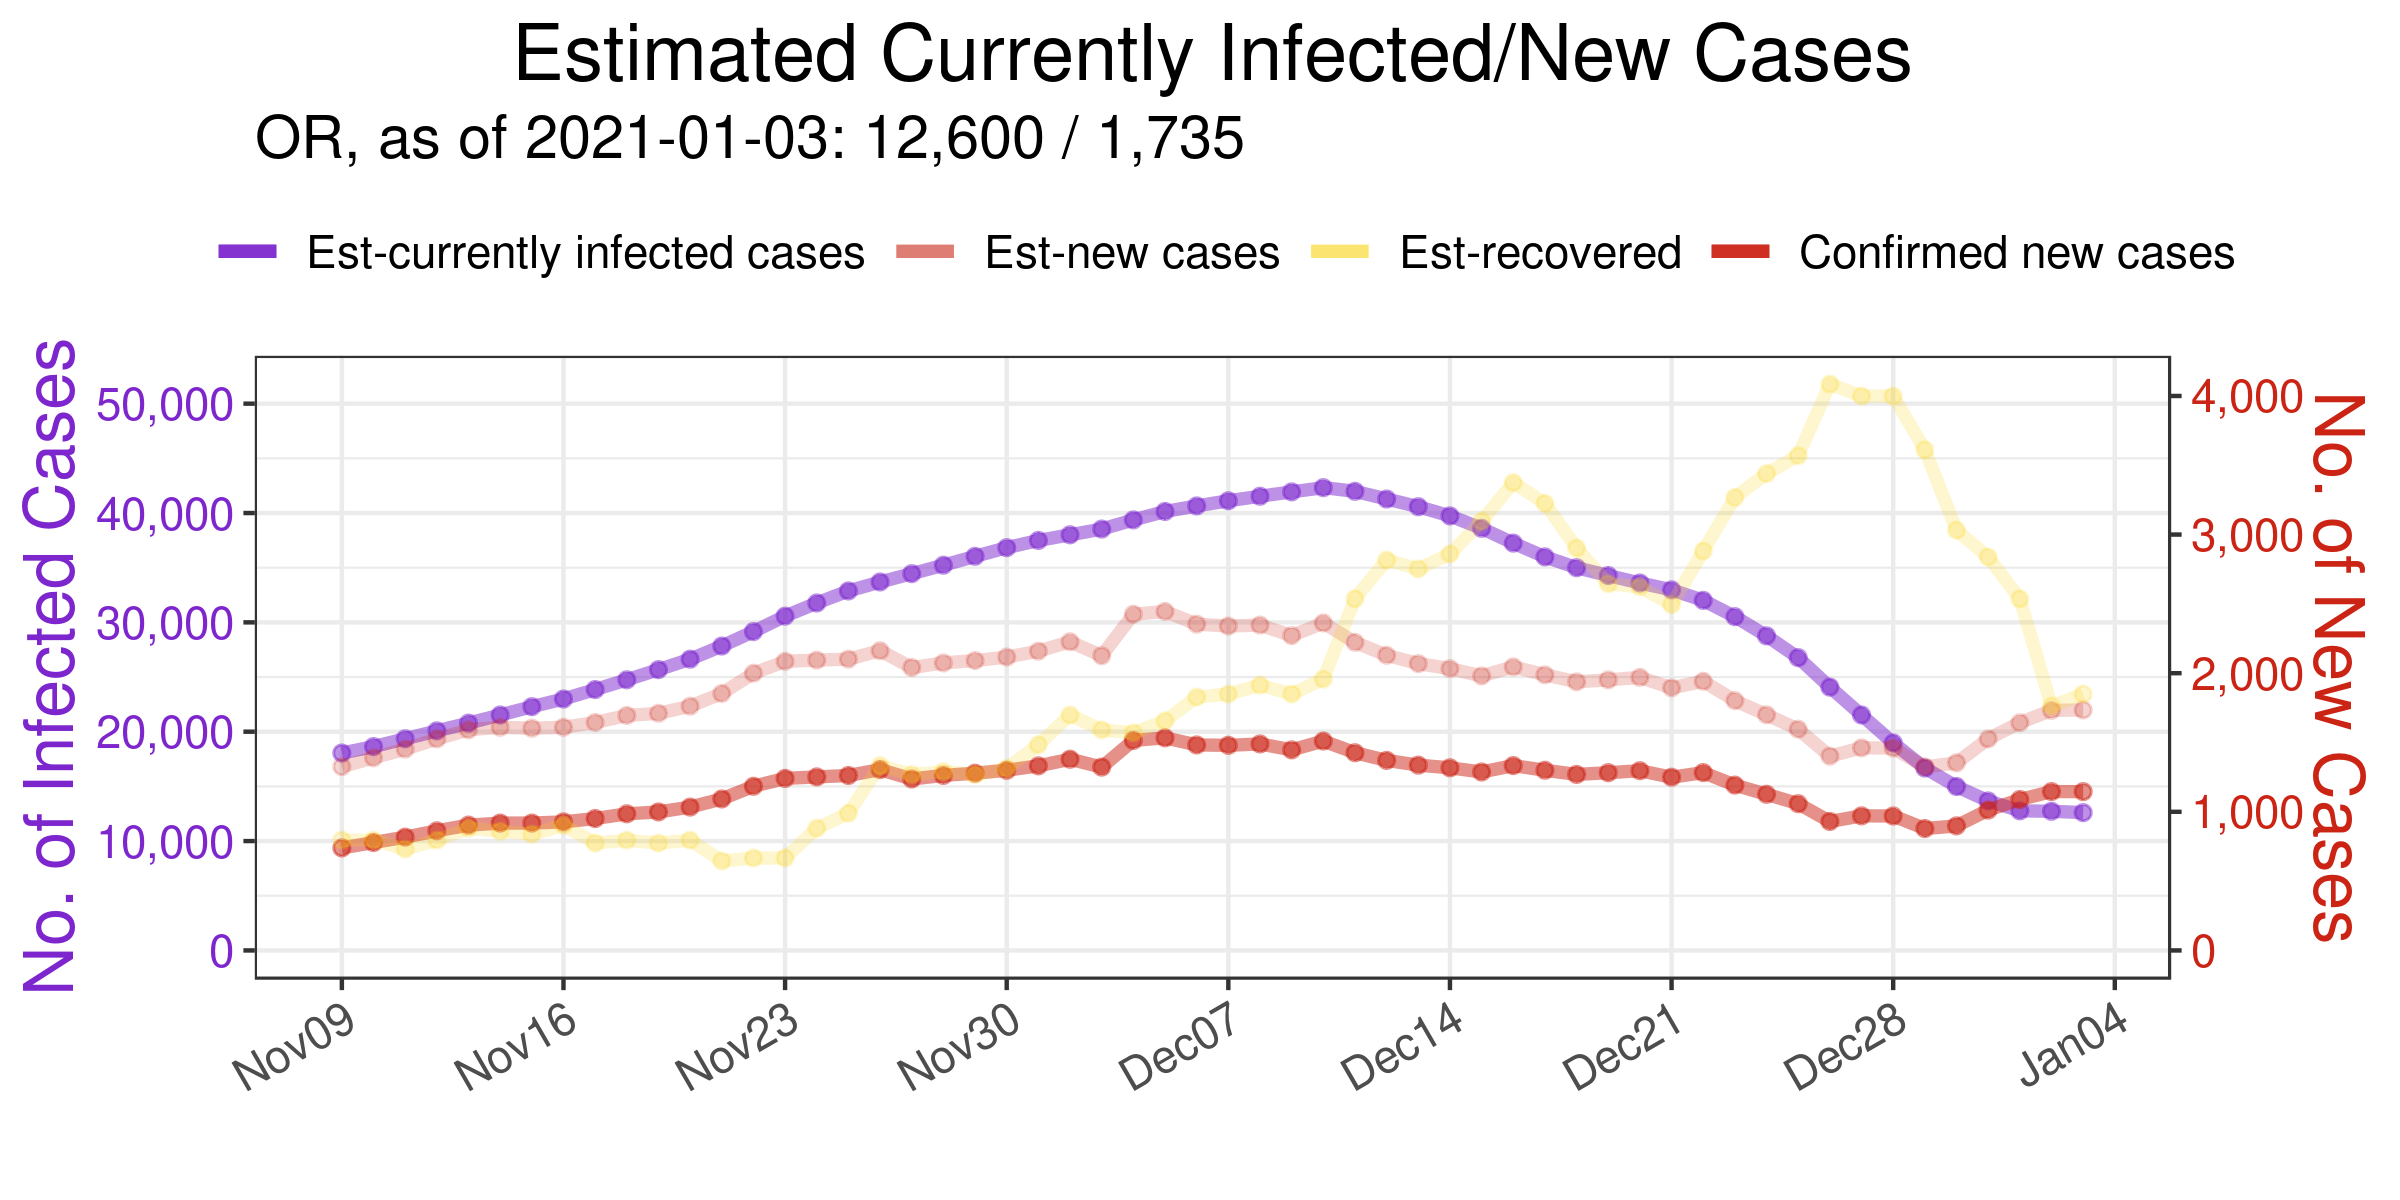 Estimated Currently Infected/New Cases
OR, as of 2021-01-03: 12,600 / 1,735
Est-currently infected cases Est-new cases Est-recovered Confirmed new cases
No. of Infected Cases
50,000
40,000
30,000
20,000
10,000
0
4,000
3,000
2,000
1,000
0
No. of New Cases
Nov09 Nov16 Nov23 Nov30 Dec07 Dec14 Dec21 Dec28 Jan04